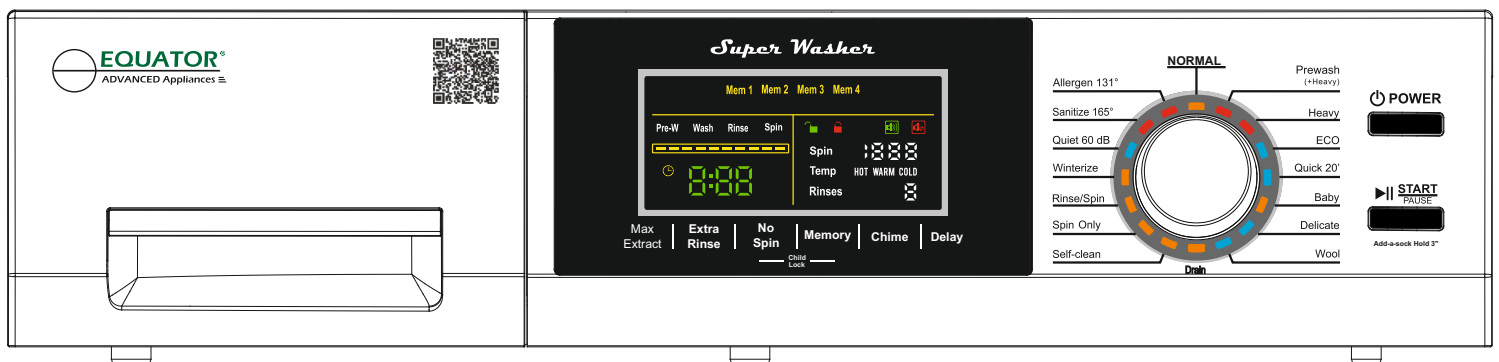 EQUATOR®
ADVANCED Appliances
Super Washer
Mem 1 Mem 2 Mem 3 Mem 4
Pre-W Wash Rinse Spin
Spin 1888
Temp HOT WARM COLD
Rinses 8
8:88
Max Extract
Extra Rinse
No Spin
Memory
Chime
Delay
Child Lock
NORMAL
Allergen 131°
Sanitize 165°
Quiet 60 dB
Winterize
Rinse/Spin
Spin Only
Self-clean
Drain
Prewash
(+Heavy)
Heavy
ECO
Quick 20'
Baby
Delicate
Wool
POWER
START
PAUSE
Add-a-sock Hold 3"